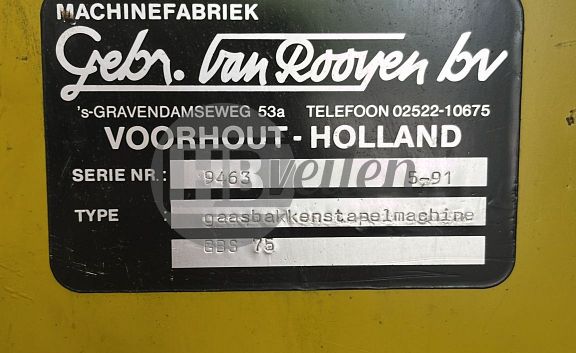 MACHINEFABRIEK
Gebr. Van Rooyen bv
's-GRAVENDAMSEWEG 53a TELEFOON 02522-10675
VOORHOUT - HOLLAND
SERIE NR.: 9463 5-91
TYPE : gaasbakkenstapelmachine
75
HB veilen